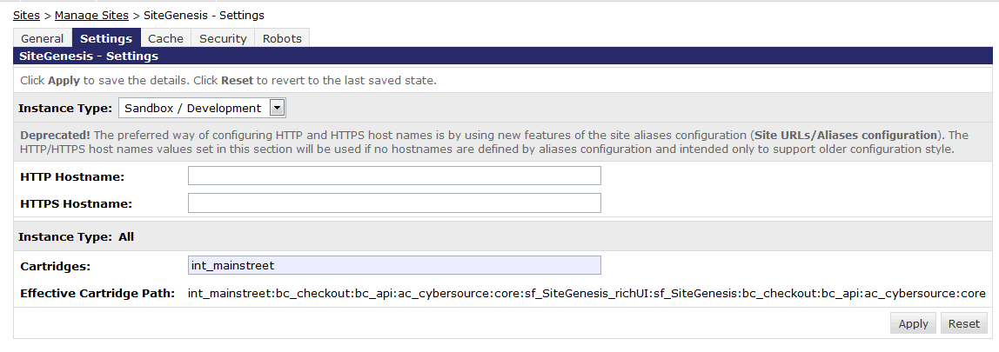 Sites > Manage Sites > SiteGenesis - Settings
General Settings Cache Security Robots
SiteGenesis - Settings
Click Apply to save the details. Click Reset to revert to the last saved state.
Instance Type: Sandbox / Development
Deprecated! The preferred way of configuring HTTP and HTTPS host names is by using new features of the site aliases configuration (Site URLs/Aliases configuration). The
HTTP/HTTPS host names values set in this section will be used if no hostnames are defined by aliases configuration and intended only to support older configuration style.
HTTP Hostname:
HTTPS Hostname:
Instance Type: All
Cartridges: int_mainstreet
Effective Cartridge Path: int_mainstreet:bc_checkout:bc_api:ac_cybersource:core:sf_SiteGenesis_richUI:sf_SiteGenesis:bc_checkout:bc_api:ac_cybersource:core
Apply Reset